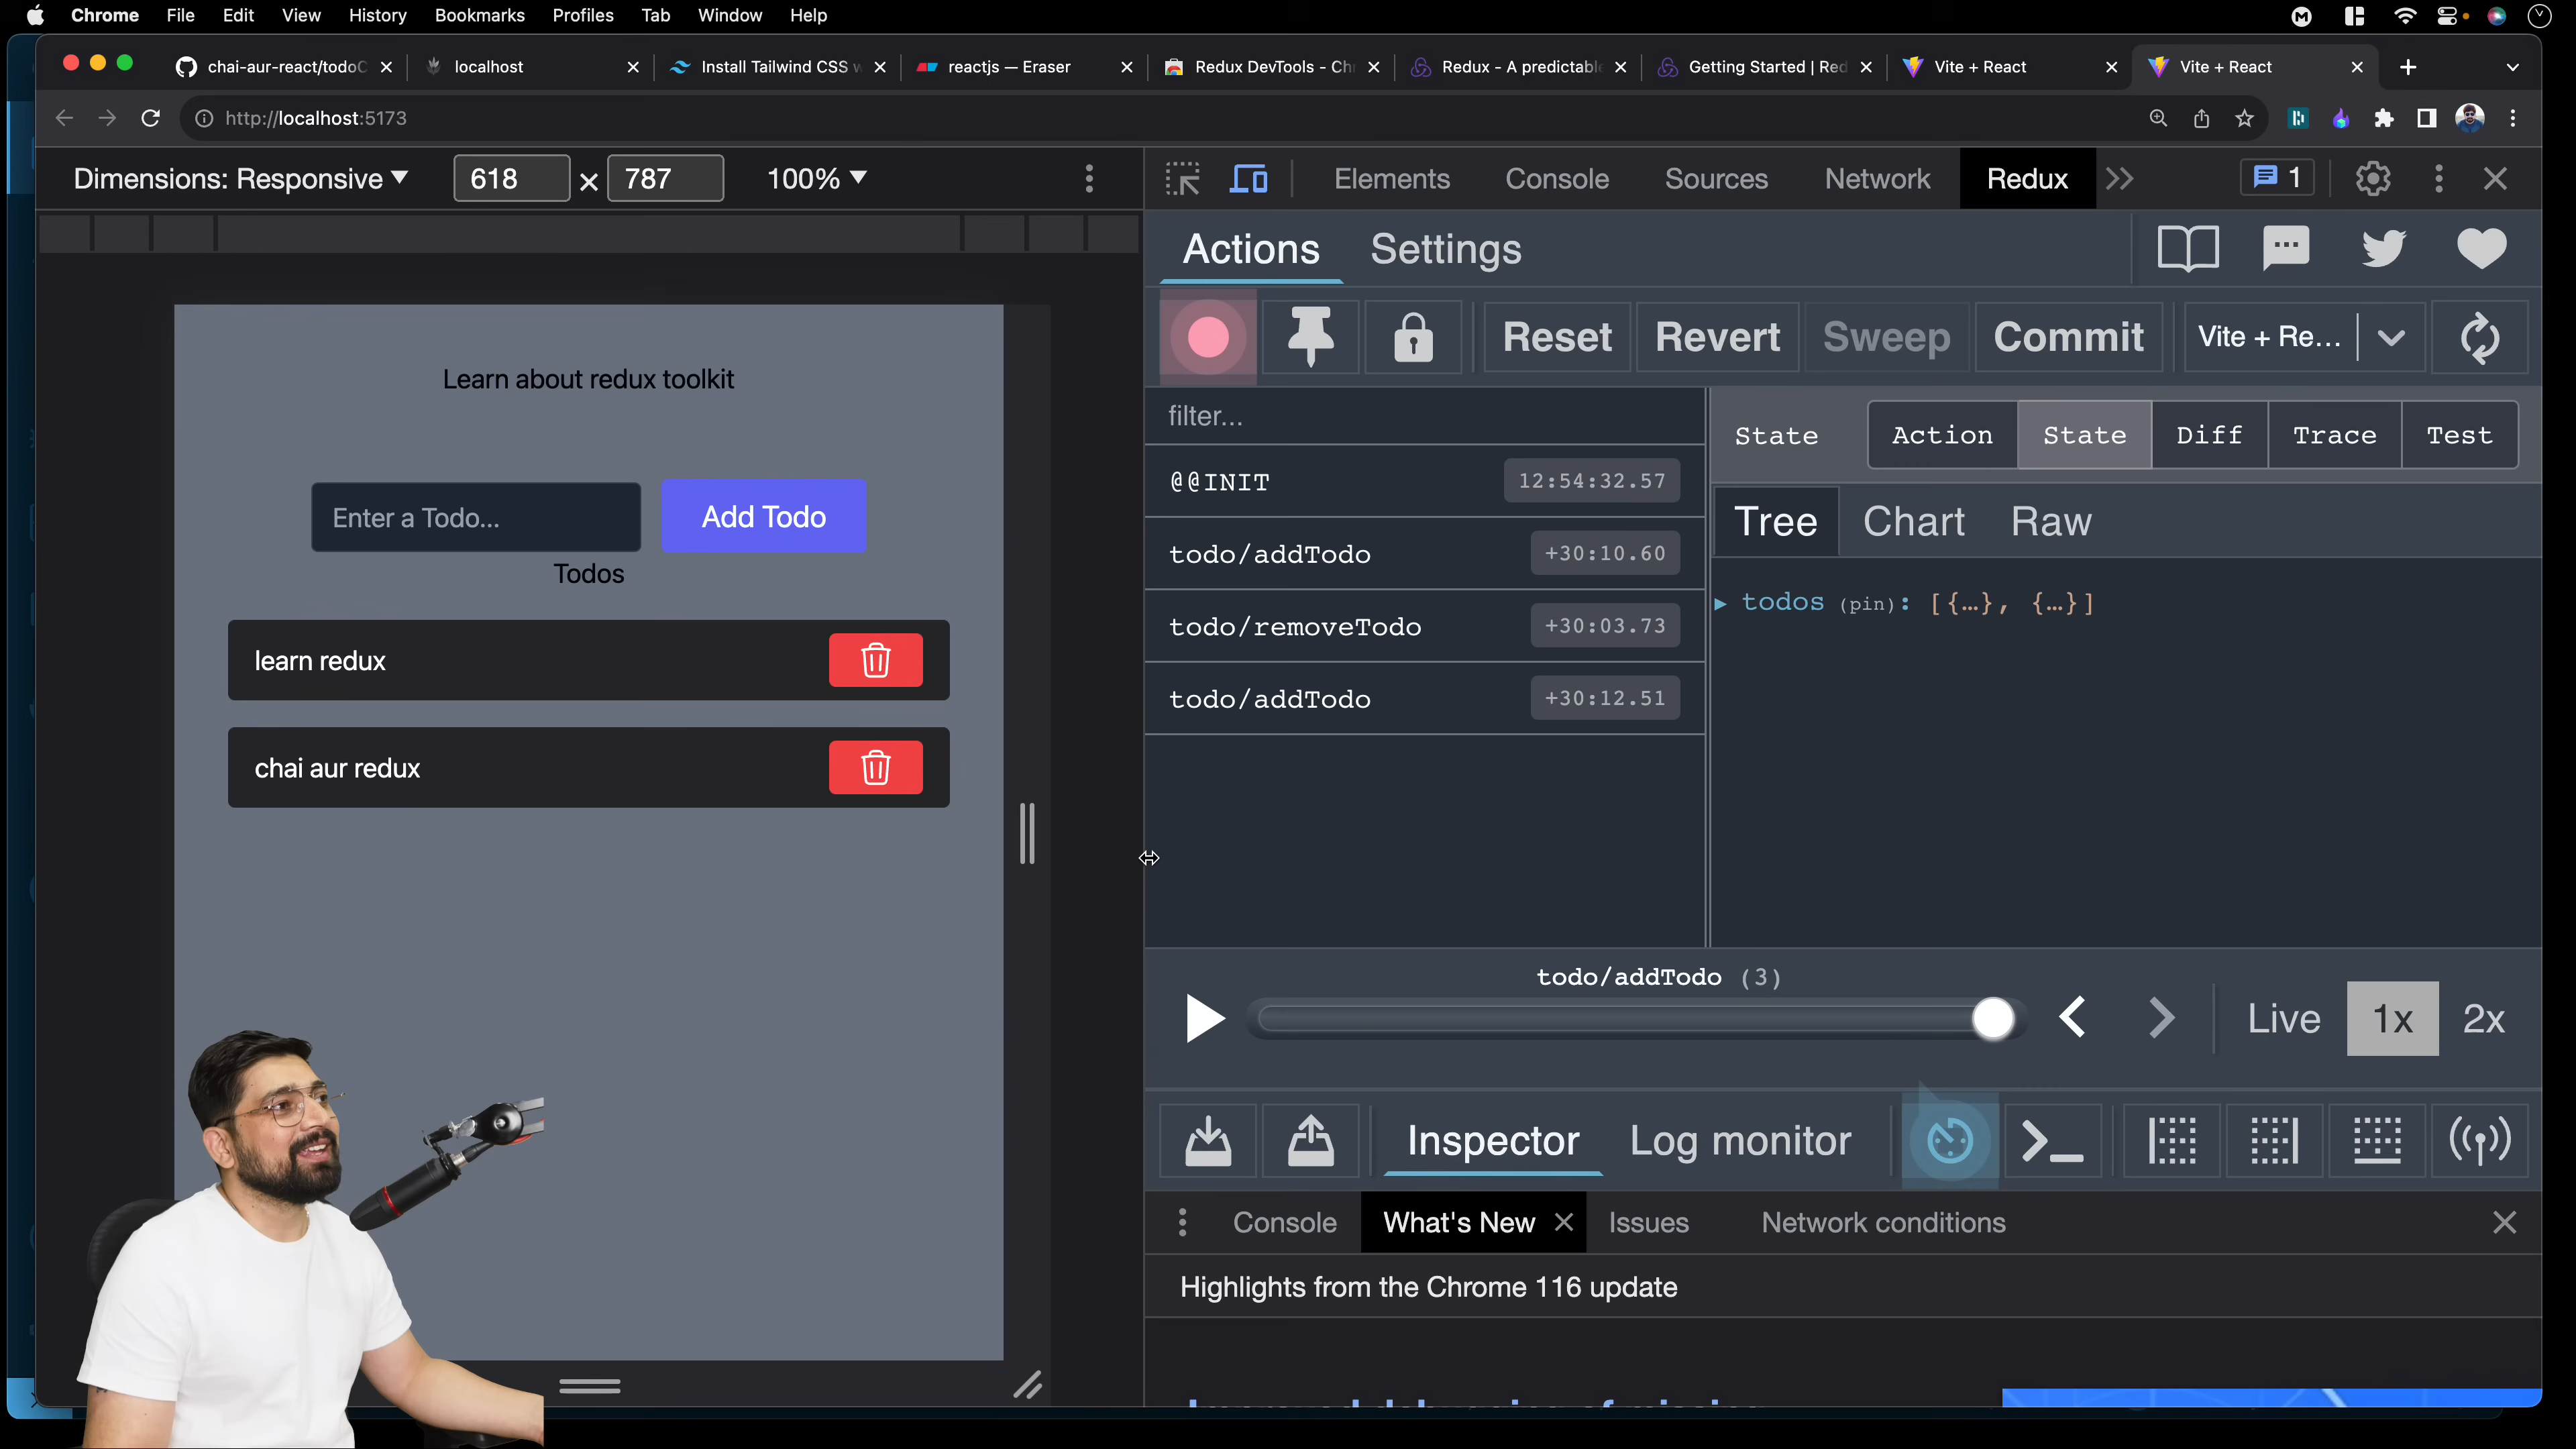 Chrome File Edit View History Bookmarks Profiles Tab Window Help
chai-aur-react/todoC localhost Install Tailwind CSS w reactjs — Eraser Redux DevTools - Ch Redux - A predictable Getting Started | Red Vite + React Vite + React
http://localhost:5173
Dimensions: Responsive 618 × 787 100%
Elements Console Sources Network Redux 1
Actions Settings
Reset Revert Sweep Commit Vite + Re...
filter...
@@INIT 12:54:32.57
todo/addTodo +30:10.60
todo/removeTodo +30:03.73
todo/addTodo +30:12.51
State Action State Diff Trace Test
Tree Chart Raw
todos (pin): [{…}, {…}]
Learn about redux toolkit
Enter a Todo... Add Todo
Todos
learn redux
chai aur redux
todo/addTodo (3)
Live 1x 2x
Inspector Log monitor
Console What's New Issues Network conditions
Highlights from the Chrome 116 update